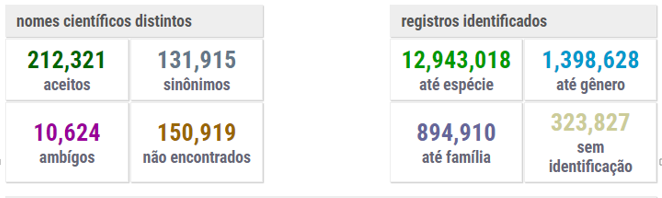 nomes científicos distintos
212,321
aceitos
131,915
sinônimos
10,624
ambígos
150,919
não encontrados
registros identificados
12,943,018
até espécie
1,398,628
até gênero
894,910
até família
323,827
sem
identificação